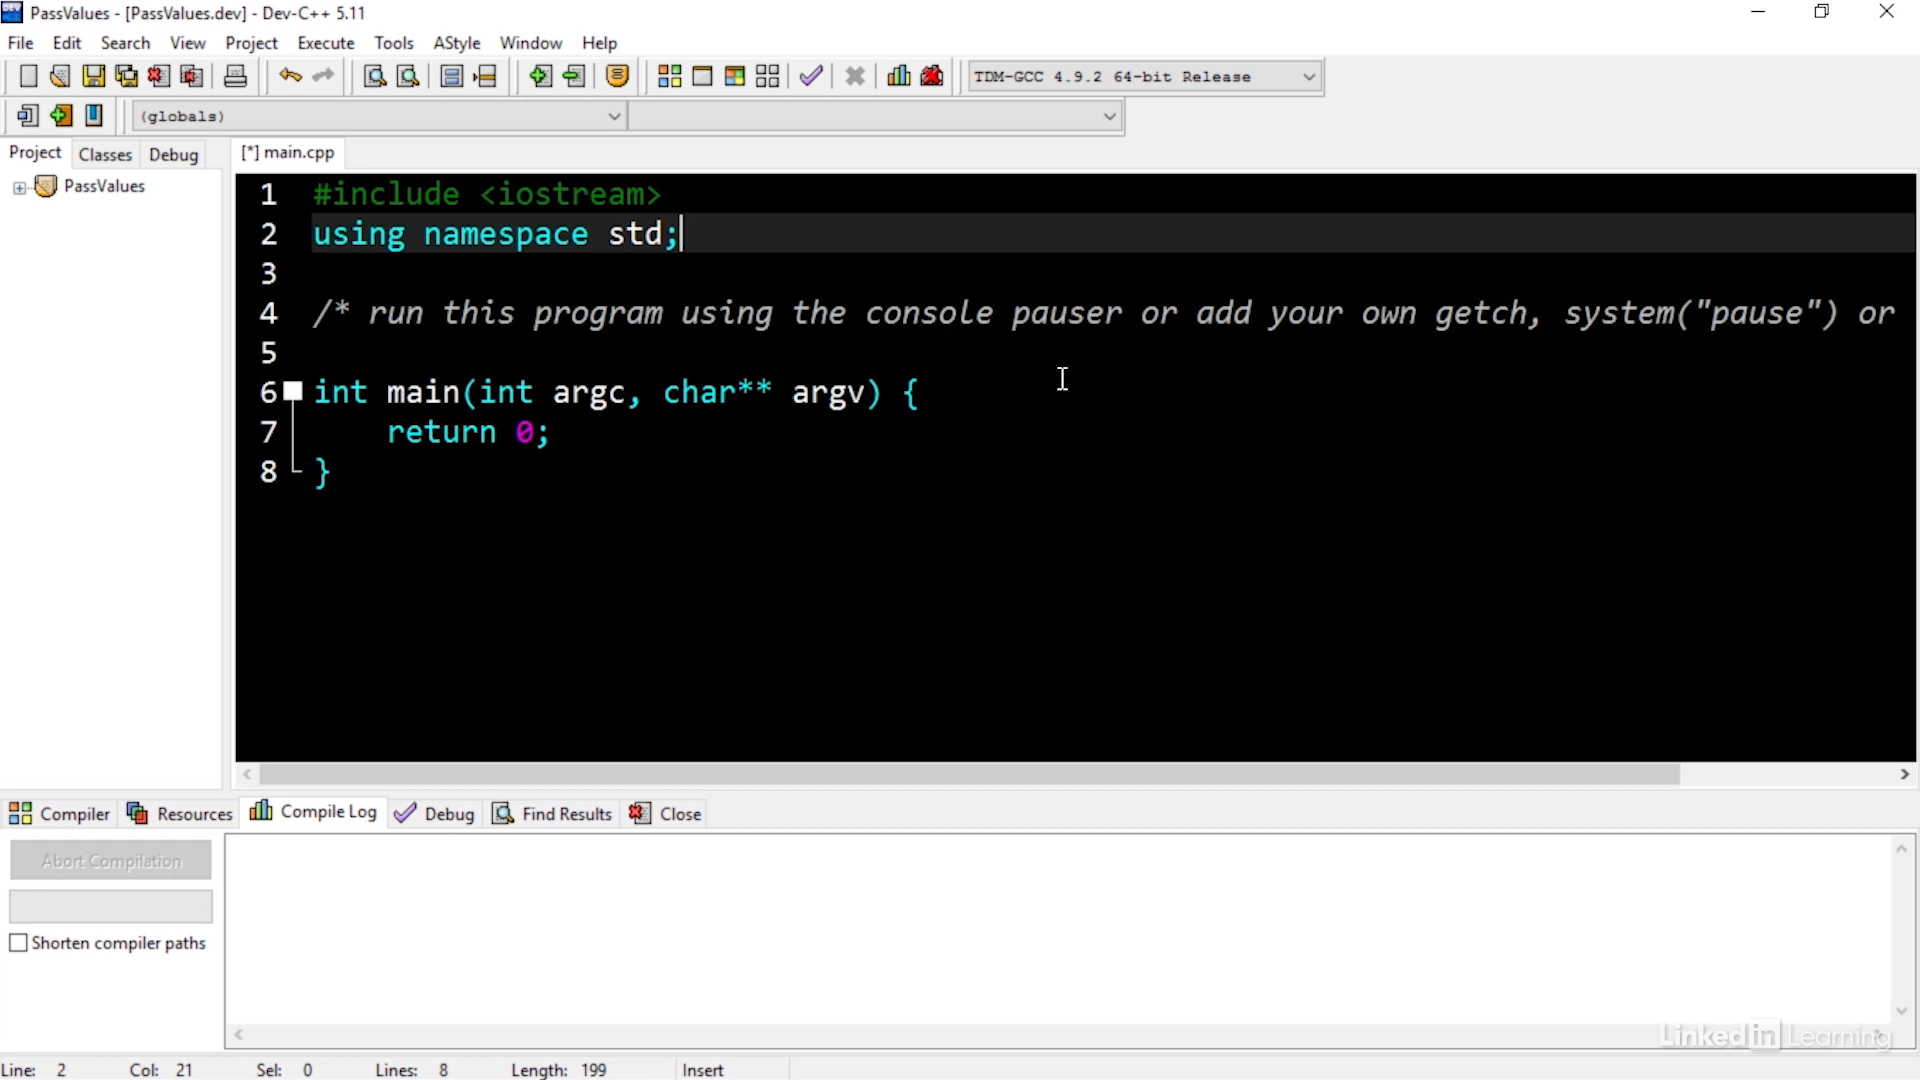 PassValues - [PassValues.dev] - Dev-C++ 5.11
File Edit Search View Project Execute Tools AStyle Window Help
TDM-GCC 4.9.2 64-bit Release
(globals)
Project Classes Debug [*] main.cpp
PassValues
1 #include <iostream>
2 using namespace std;
3
4 /* run this program using the console pauser or add your own getch, system("pause") or
5
6 int main(int argc, char** argv) {
7 return 0;
8 }
Compiler Resources Compile Log Debug Find Results Close
Abort Compilation
Shorten compiler paths
Linked in Learning
Line: 2 Col: 21 Sel: 0 Lines: 8 Length: 199 Insert